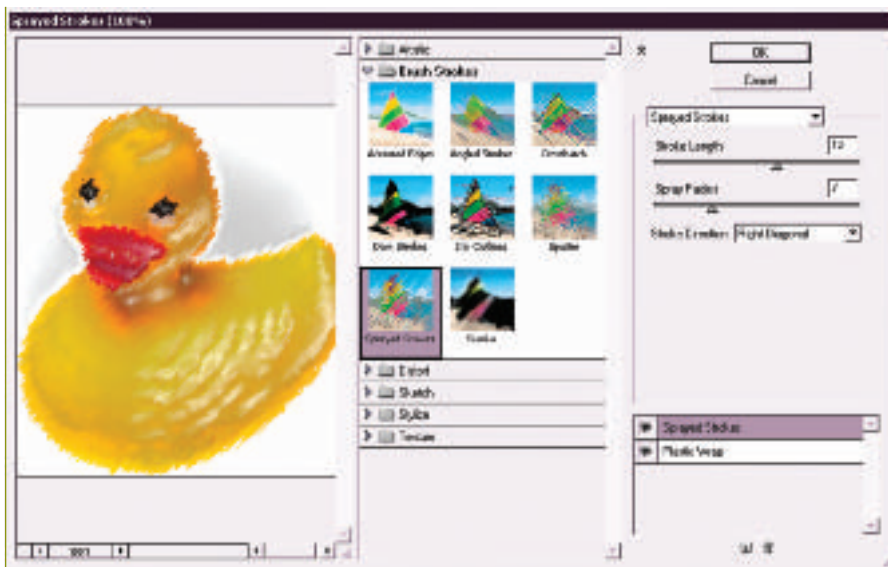 Sprayed Strokes (100%)
Artistic
Brush Strokes
Accented Edges
Angled Strokes
Crosshatch
Dark Strokes
Ink Outlines
Spatter
Sprayed Strokes
Sumi-e
Distort
Sketch
Stylize
Texture
100%
OK
Cancel
Sprayed Strokes
Stroke Length
12
Spray Radius
7
Stroke Direction: Right Diagonal
Sprayed Strokes
Plastic Wrap